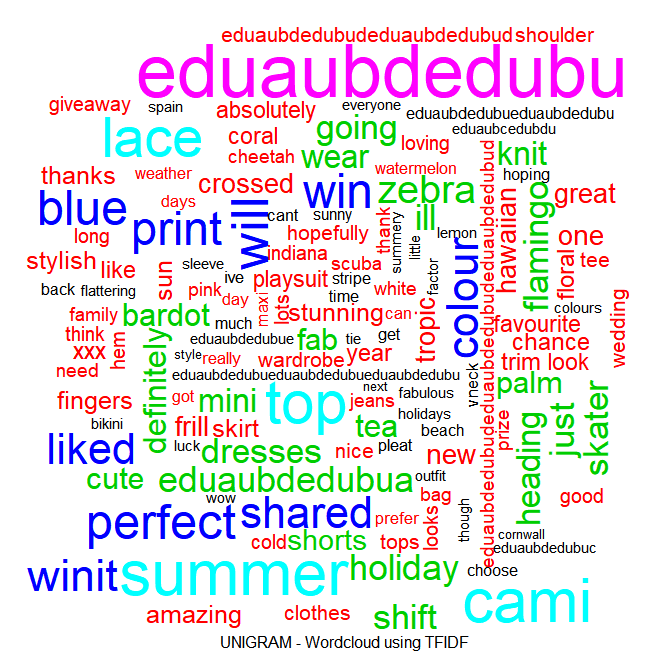 eduaubdedubudeduaubdedubud shoulder
eduaubdedubu
giveaway
spain
absolutely
everyone
eduaubdedubueduaubdedubu
eduaubcedubdu
lace
coral
going
loving
knit
cheetah
wear
watermelon
hoping
thanks
weather
crossed
win
zebra
great
blue
days
print
will
cant
sunny
ill
hawaiian
flamingo
long
hopefully
thank
summery
little
lemon
colour
one
stylish
like
sun
sleeve
ive
indiana
scuba
floral
tee
back
flattering
pink
day
playsuit
stripe
white
factor
colours
family
bardot
maxi
lots
stunning
time
can
tropic
favourite
wedding
think
much
fab
tie
get
chance
xxx
hem
eduaubdedubue
style
really
wardrobe
year
trim look
need
eduaubdedubueduaubdedubueduaubdedubu
vneck
palm
fingers
definitely
got
mini
top
next
jeans
fabulous
holidays
prize
heading
just
skater
bikini
frill
skirt
tea
beach
liked
luck
dresses
nice
pleat
new
cute
eduaubdedubua
outfit
bag
good
wow
perfect
shared
prefer
looks
though
eduaubdedubudeduaubdedubudeduaubdedubud
cornwall
cold
shorts
tops
eduaubdedubuc
winit
summer
holiday
choose
amazing
clothes
shift
cami
UNIGRAM - Wordcloud using TFIDF